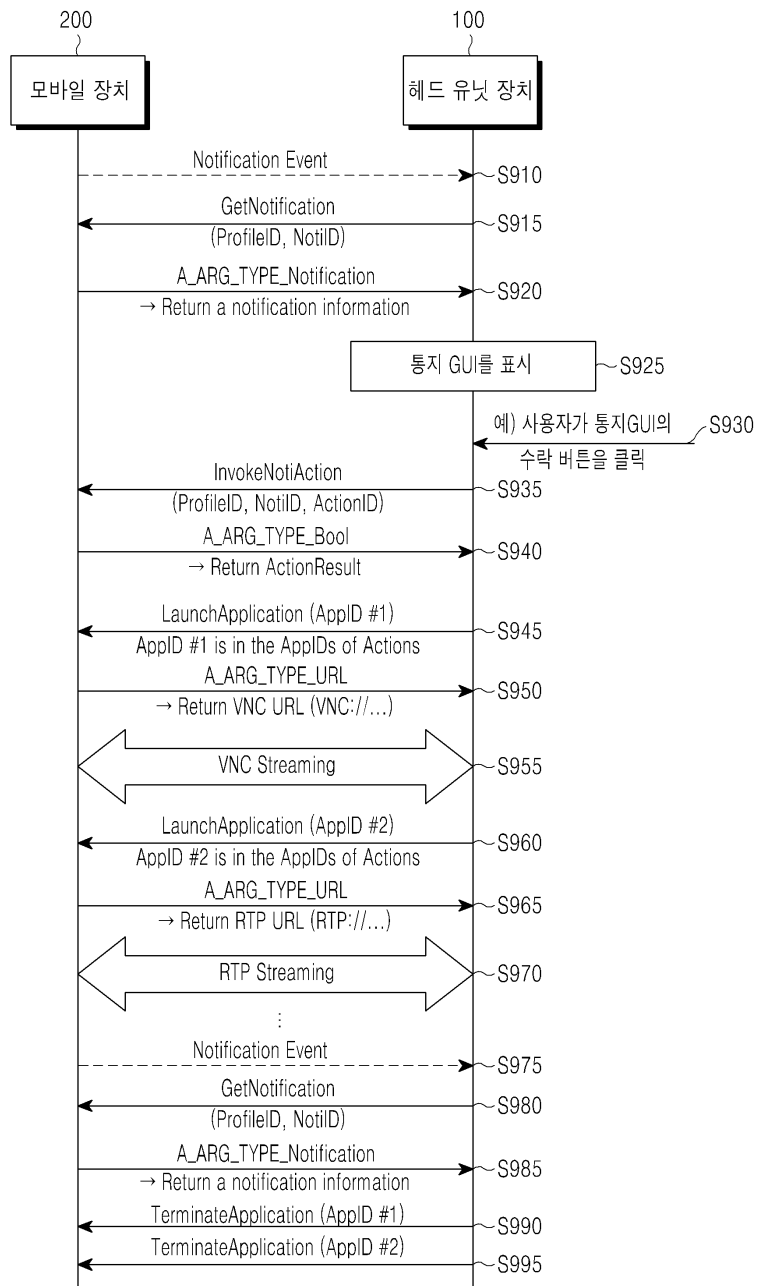 200
100
모바일 장치
헤드 유닛 장치
Notification Event
S910
GetNotification
(ProfileID, NotiID)
S915
A_ARG_TYPE_Notification
→ Return a notification information
S920
통지 GUI를 표시
S925
예) 사용자가 통지GUI의
수락 버튼을 클릭
S930
InvokeNotiAction
(ProfileID, NotiID, ActionID)
S935
A_ARG_TYPE_Bool
→ Return ActionResult
S940
LaunchApplication (AppID #1)
AppID #1 is in the AppIDs of Actions
S945
A_ARG_TYPE_URL
→ Return VNC URL (VNC://...)
S950
VNC Streaming
S955
LaunchApplication (AppID #2)
AppID #2 is in the AppIDs of Actions
S960
A_ARG_TYPE_URL
→ Return RTP URL (RTP://...)
S965
RTP Streaming
S970
⋮
Notification Event
S975
GetNotification
(ProfileID, NotiID)
S980
A_ARG_TYPE_Notification
→ Return a notification information
S985
TerminateApplication (AppID #1)
S990
TerminateApplication (AppID #2)
S995